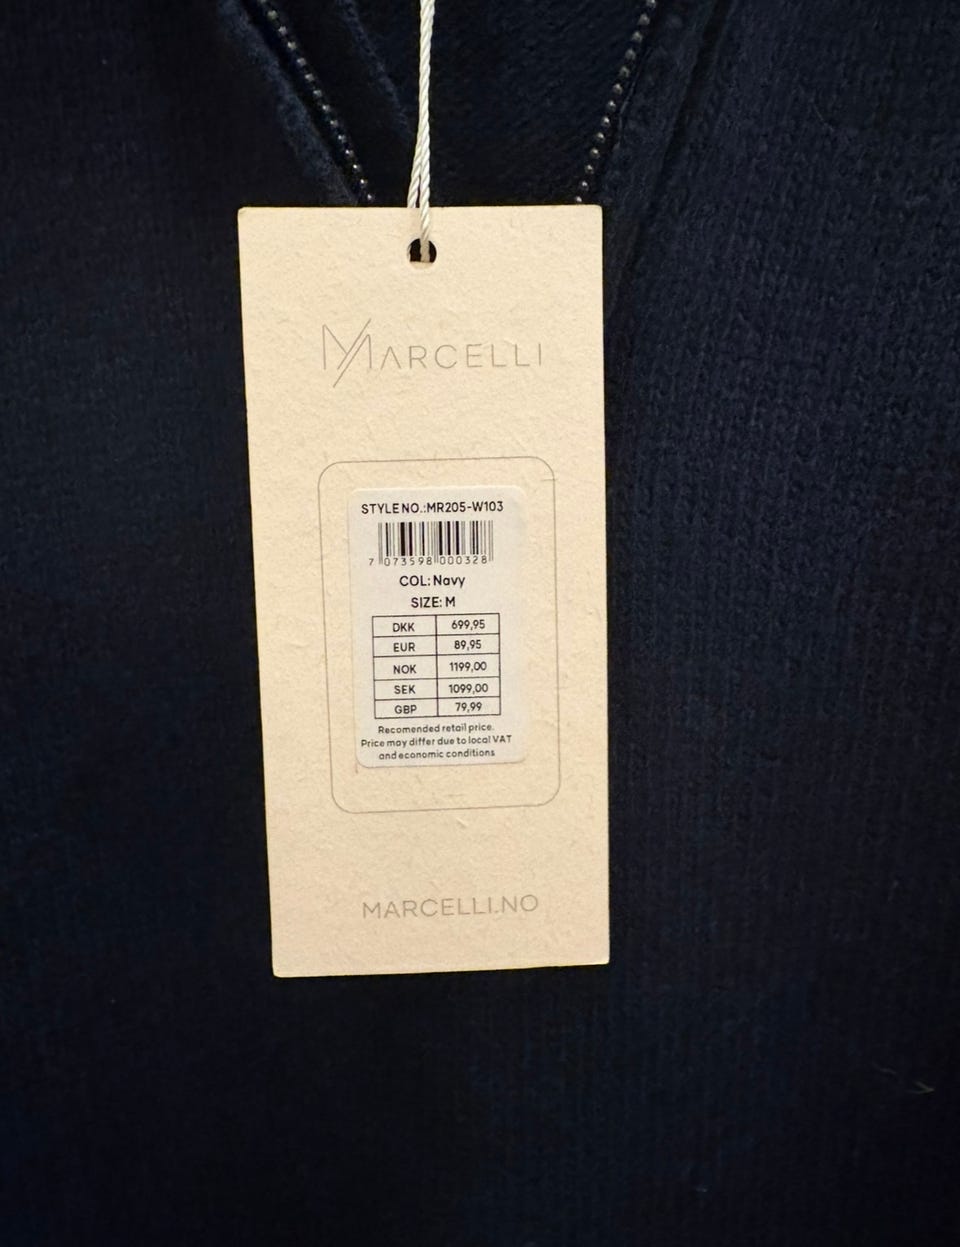 MARCELLI
STYLE NO.:MR205-W103
7 073598 000328
COL: Navy
SIZE: M
DKK 699,95
EUR 89,95
NOK 1199,00
SEK 1099,00
GBP 79,99
Recomended retail price.
Price may differ due to local VAT
and economic conditions
MARCELLI.NO